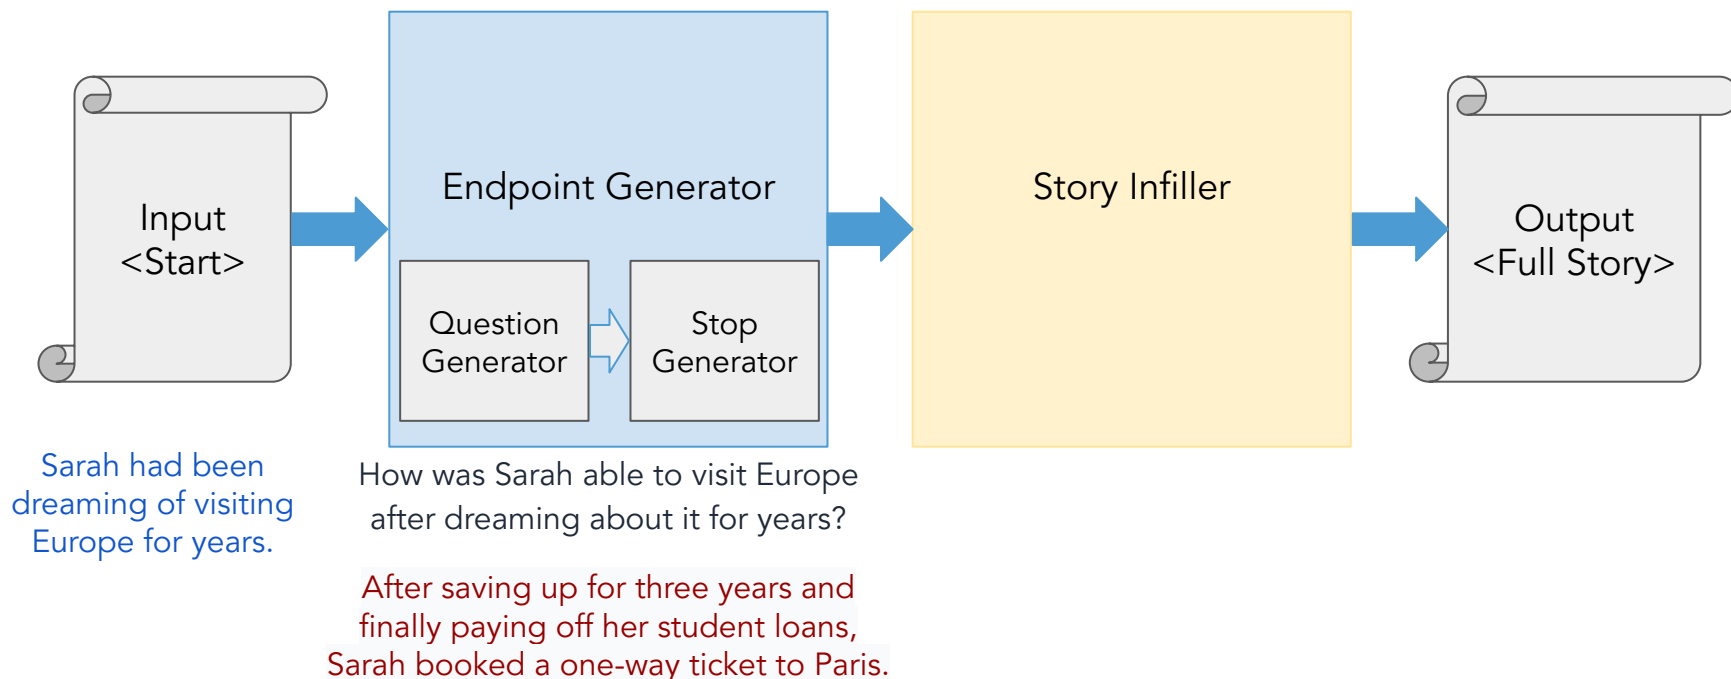 Input
<Start>
Endpoint Generator
Question
Generator
Stop
Generator
Story Infiller
Output
<Full Story>
Sarah had been
dreaming of visiting
Europe for years.
How was Sarah able to visit Europe
after dreaming about it for years?
After saving up for three years and
finally paying off her student loans,
Sarah booked a one-way ticket to Paris.